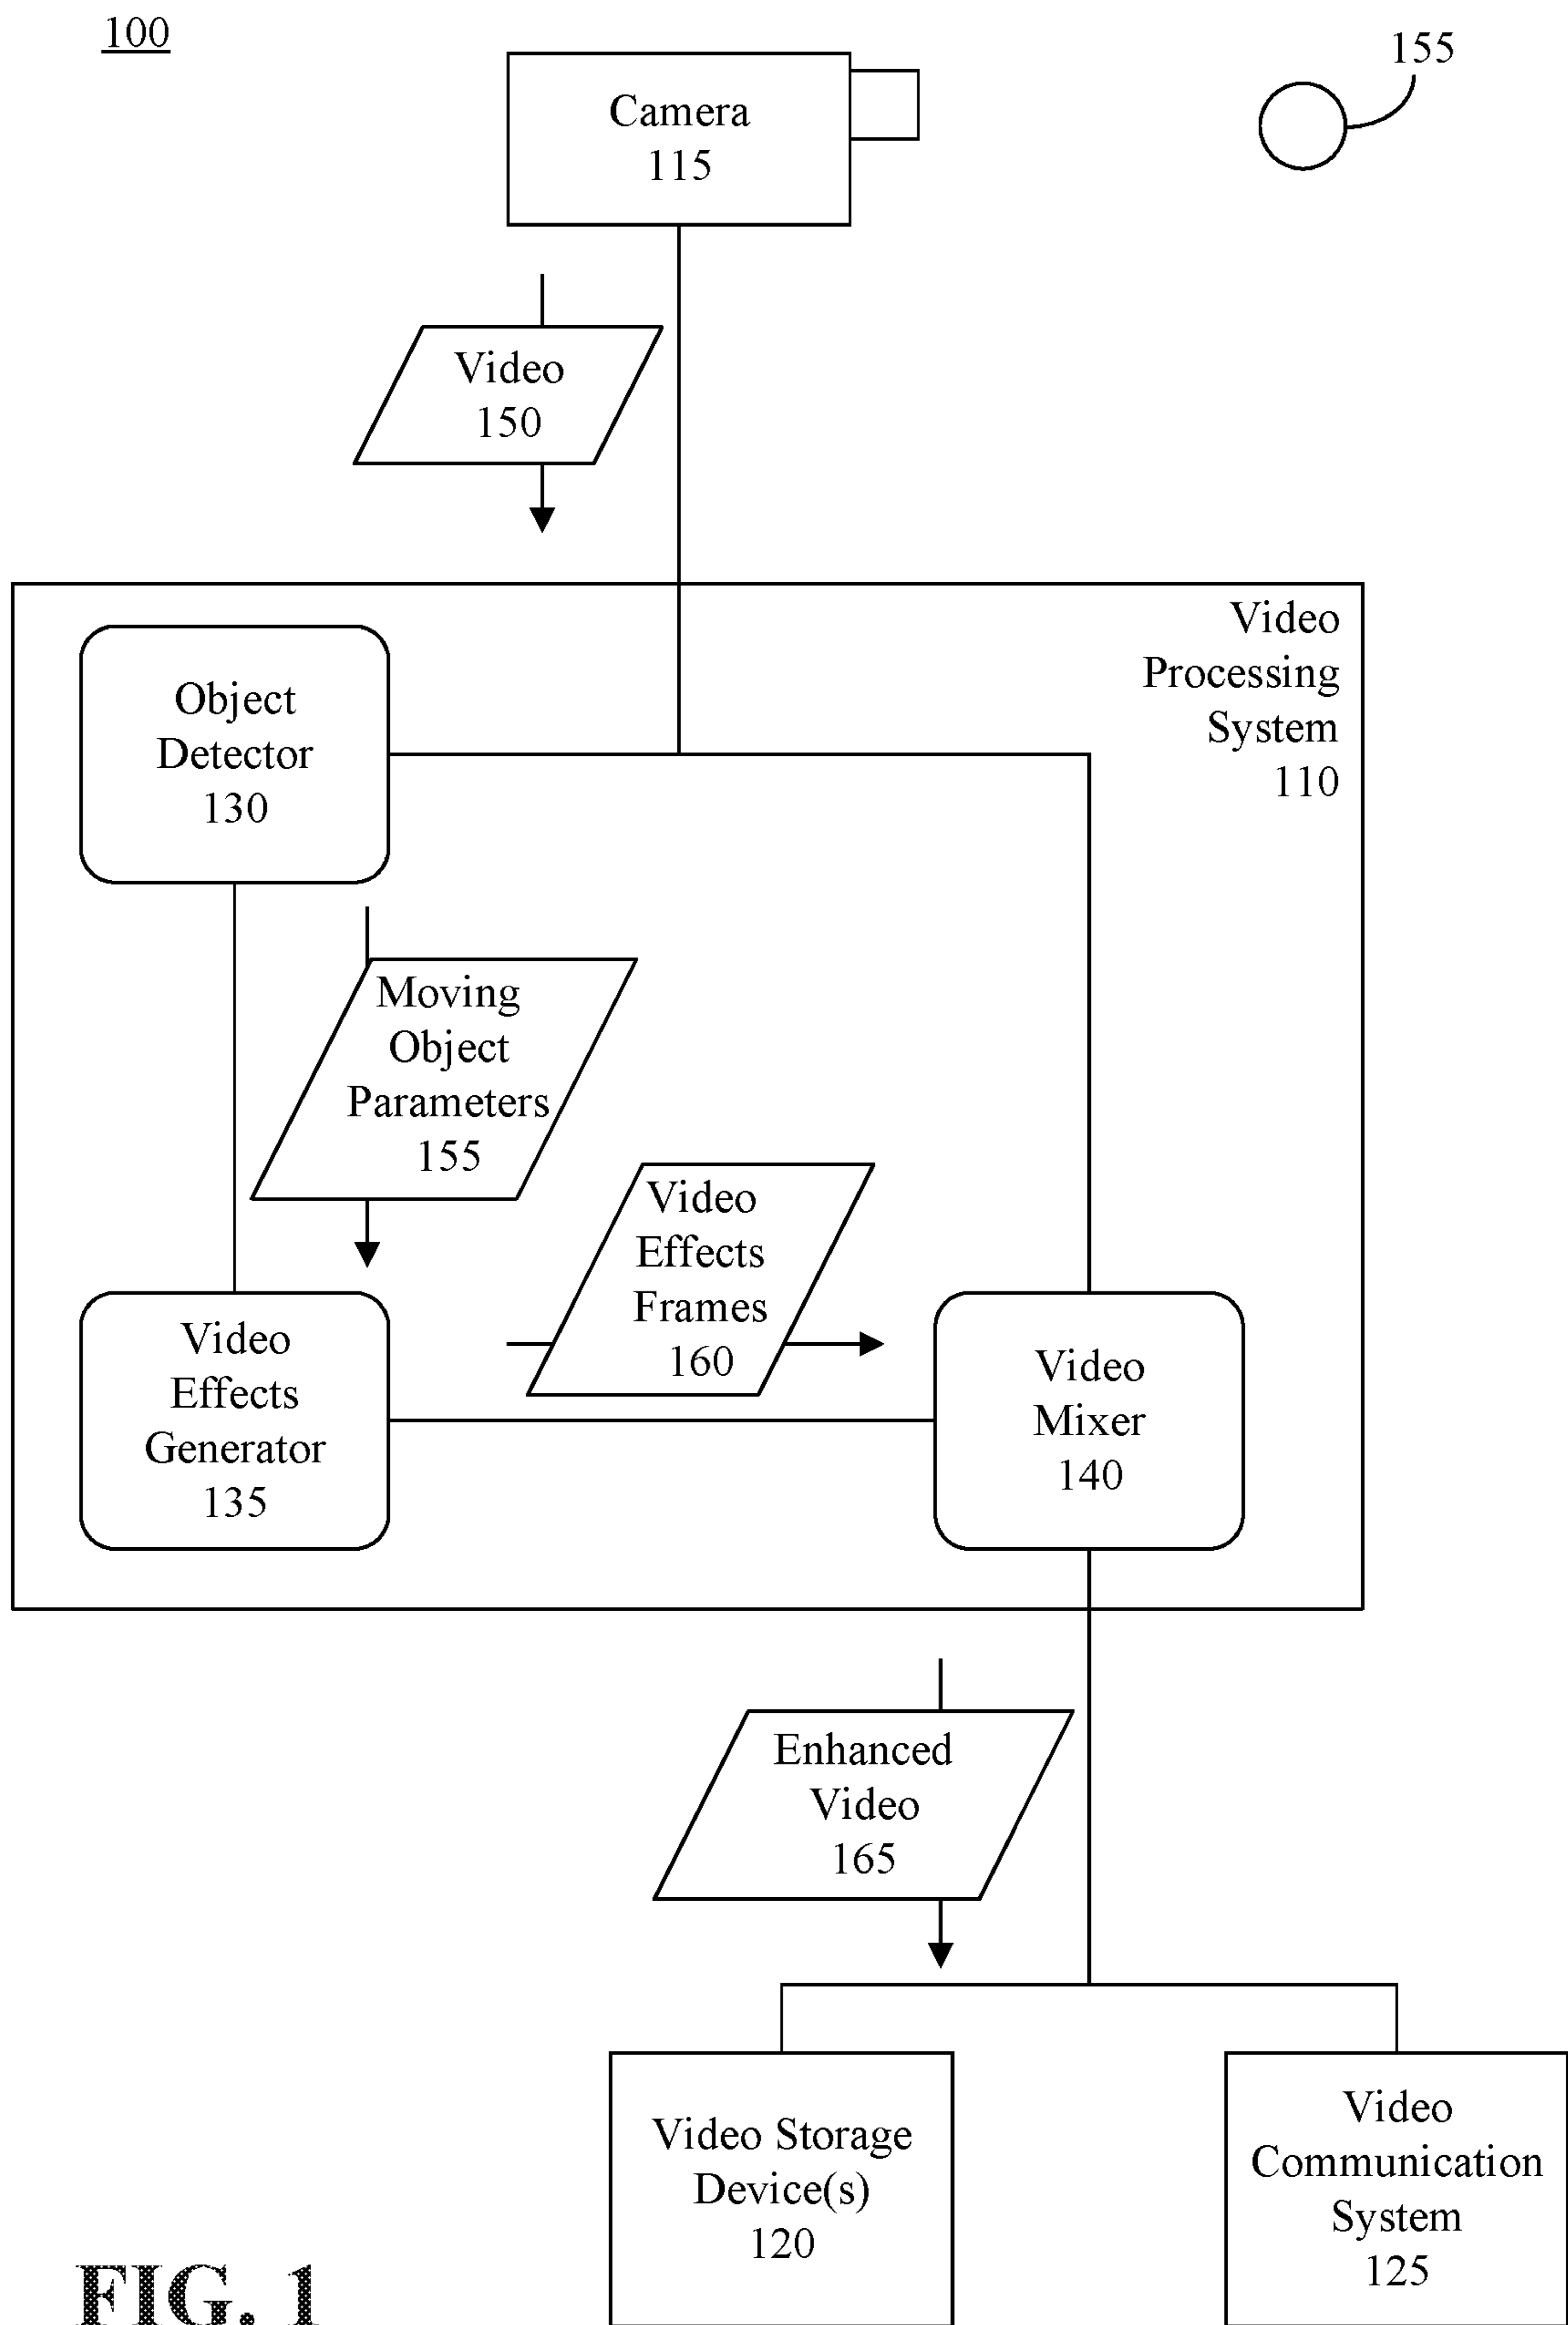 100
155
Camera
115
Video
150
Video
Processing
System
110
Object
Detector
130
Moving
Object
Parameters
155
Video
Effects
Frames
160
Video
Effects
Generator
135
Video
Mixer
140
Enhanced
Video
165
Video Storage
Device(s)
120
Video
Communication
System
125
FIG. 1